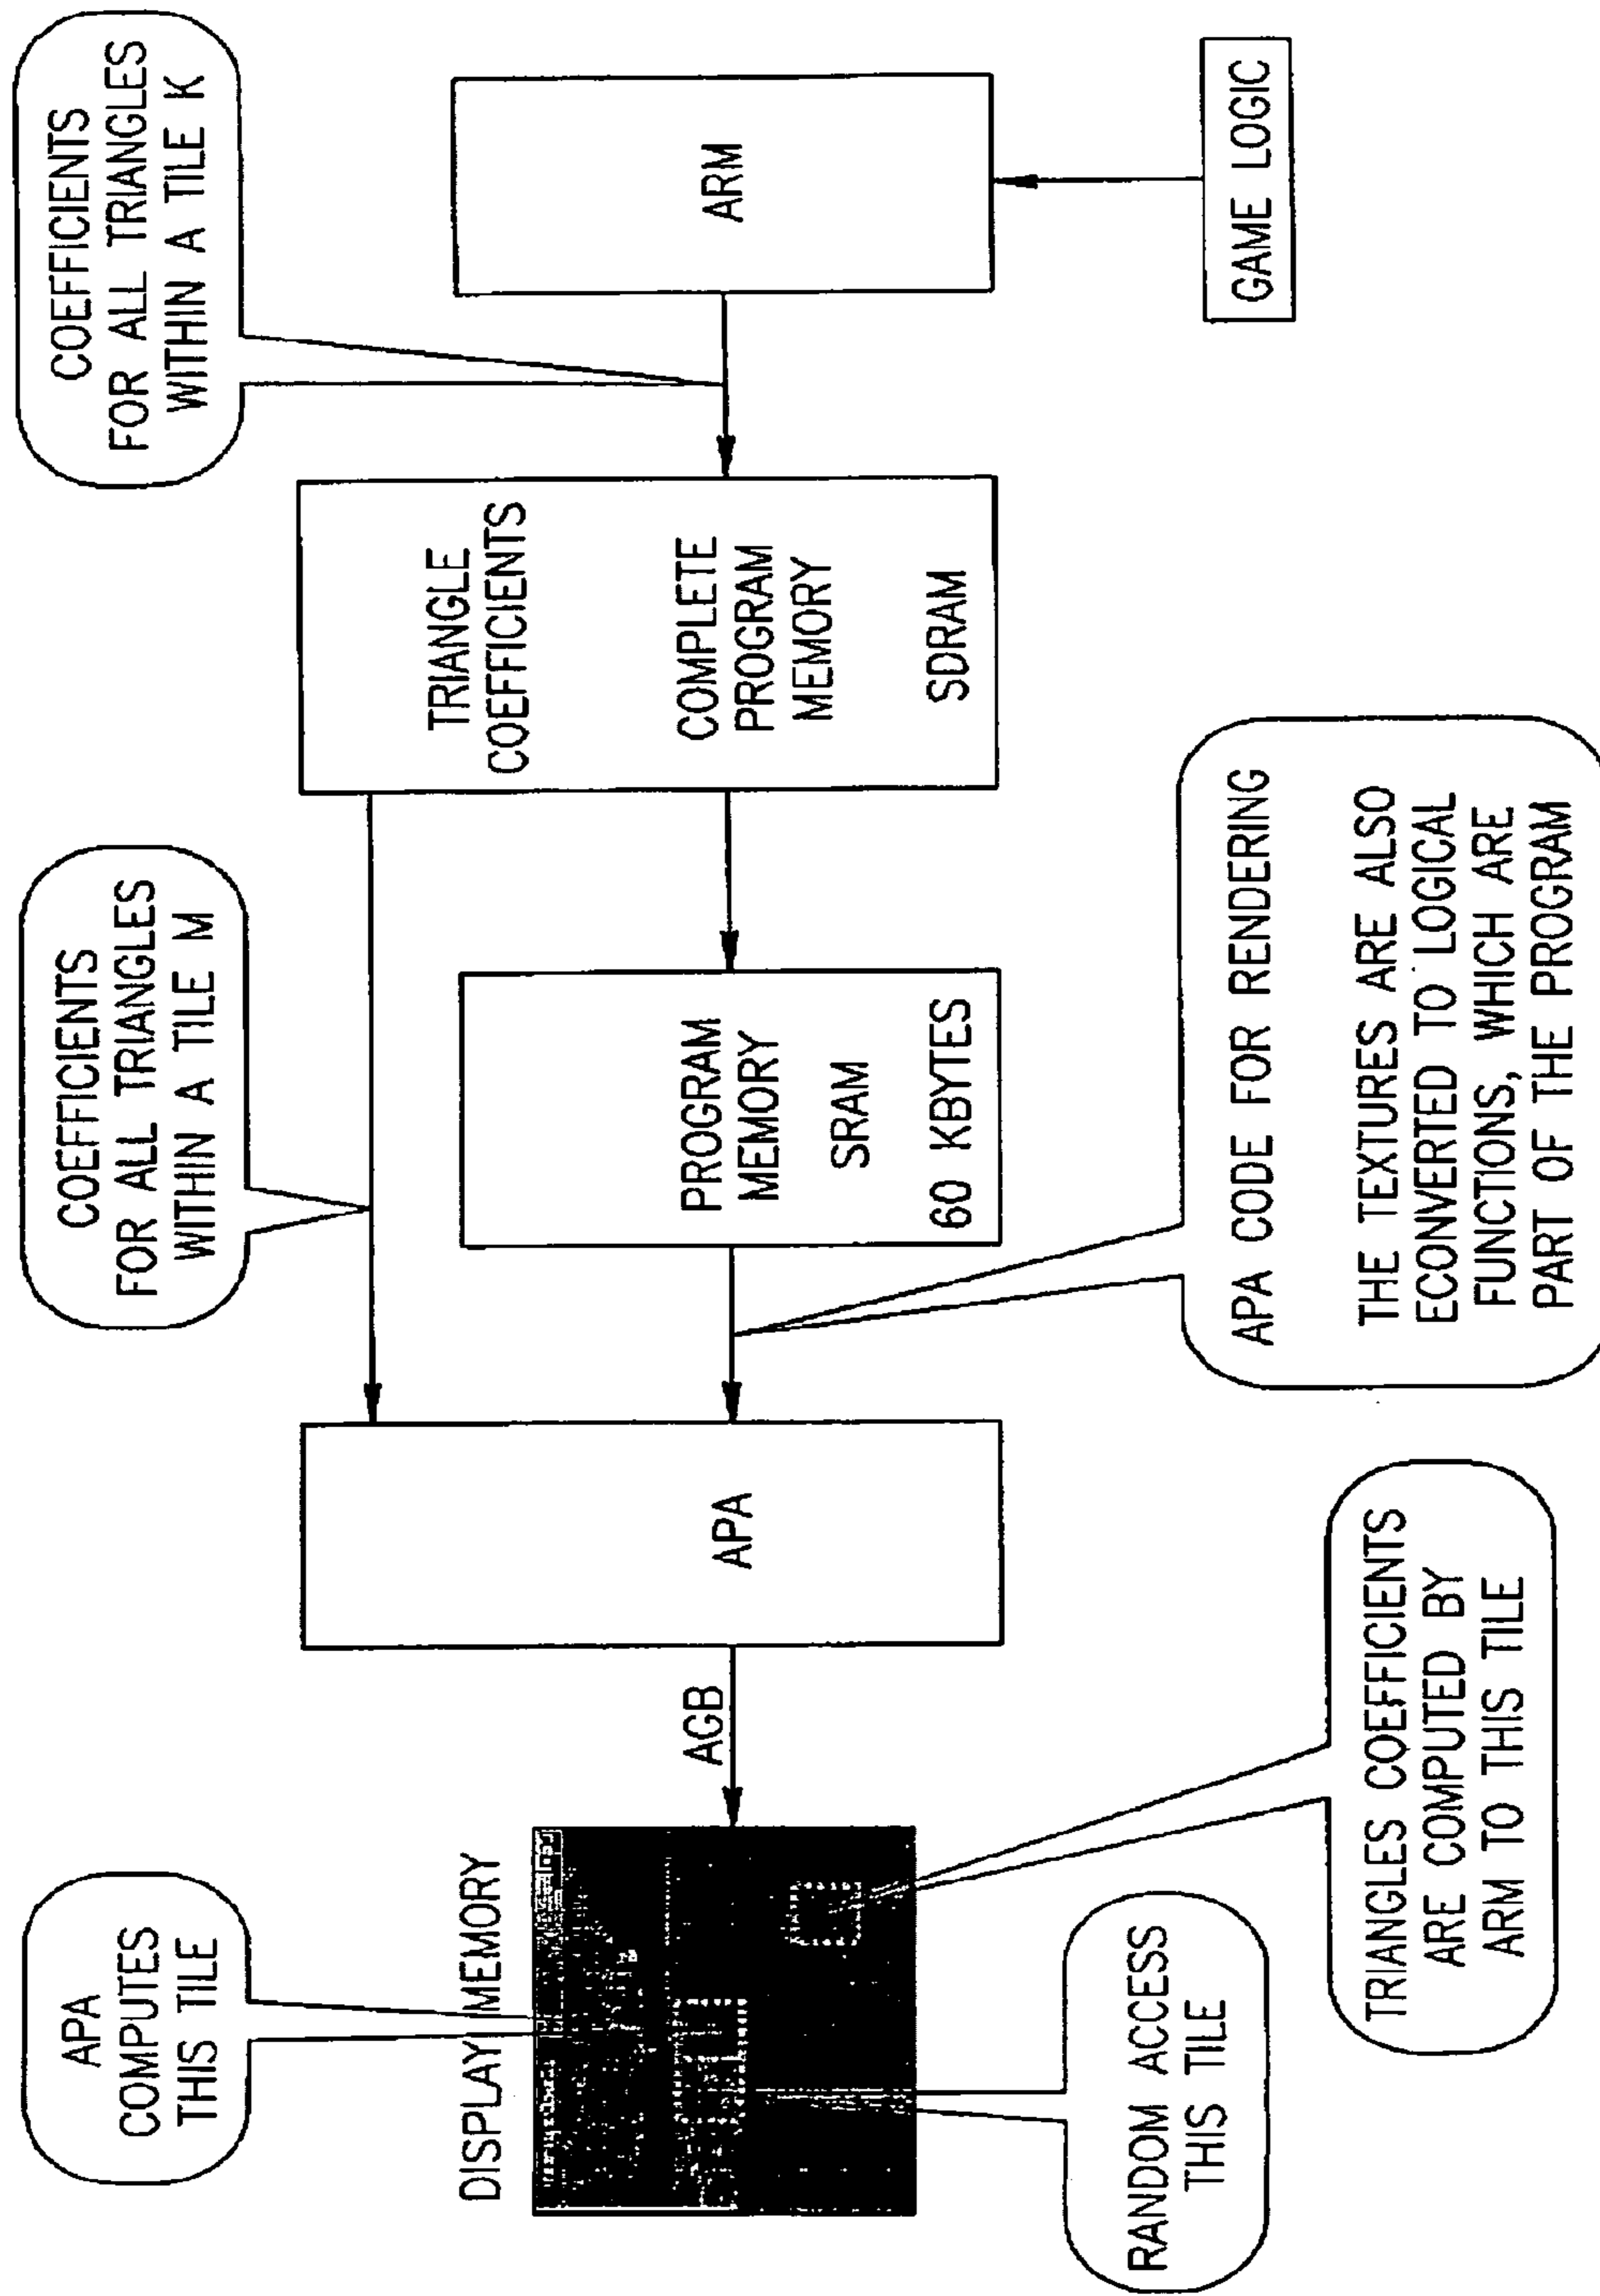 APA
COMPUTES
THIS TILE
COEFFICIENTS
FOR ALL TRIANGLES
WITHIN A TILE M
COEFFICIENTS
FOR ALL TRIANGLES
WITHIN A TILE K
DISPLAY MEMORY
AGB
APA
PROGRAM
MEMORY
SRAM
60 KBYTES
TRIANGLE
COEFFICIENTS
COMPLETE
PROGRAM
MEMORY
SDRAM
ARM
GAME LOGIC
RANDOM ACCESS
THIS TILE
TRIANGLES COEFFICIENTS
ARE COMPUTED BY
ARM TO THIS TILE
APA CODE FOR RENDERING
THE TEXTURES ARE ALSO
ECONVERTED TO LOGICAL
FUNCTIONS, WHICH ARE
PART OF THE PROGRAM